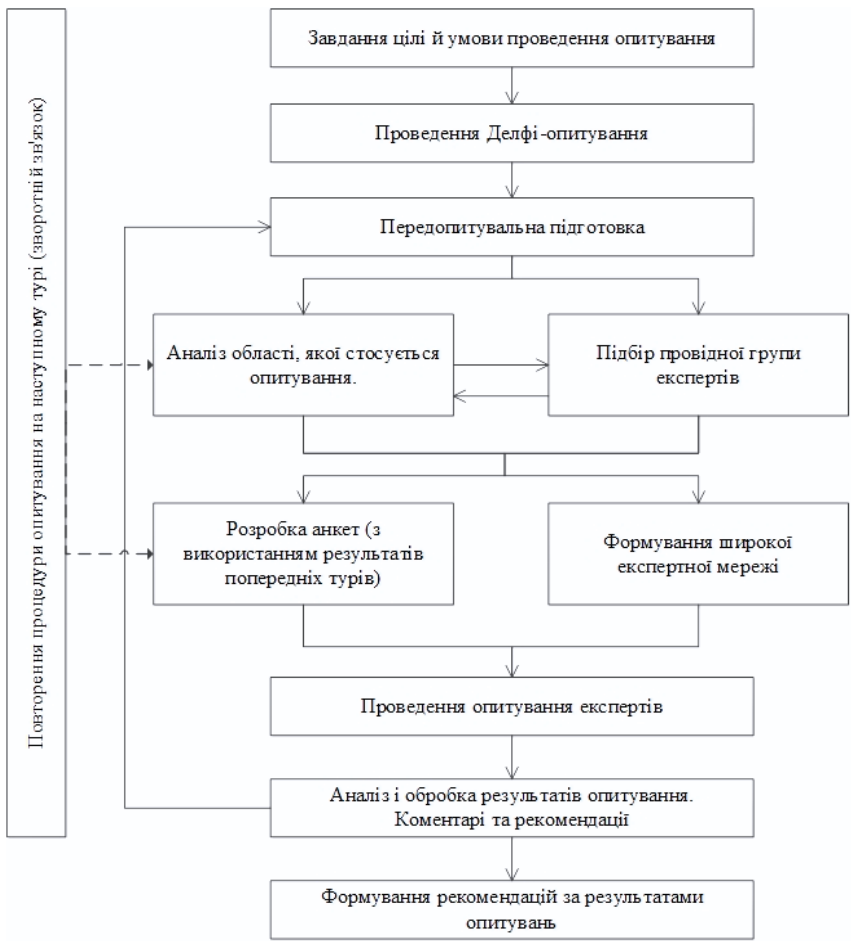 Завдання цілі й умови проведення опитування
Проведення Делфі-опитування
Передопитувальна підготовка
Аналіз області, якої стосується
опитування.
Підбір провідної групи
експертів
Розробка анкет (з
використанням результатів
попередніх турів)
Формування широкої
експертної мережі
Проведення опитування експертів
Аналіз і обробка результатів опитування.
Коментарі та рекомендації
Формування рекомендацій за результатами
опитувань
Повторення процедури опитування на наступному турі (зворотній зв'язок)